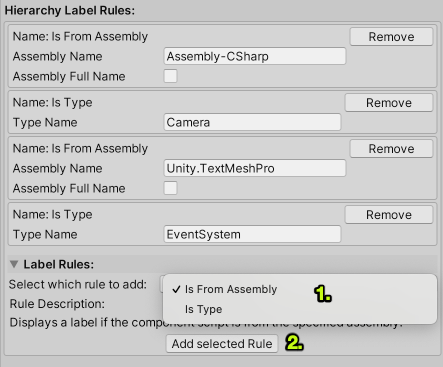 Hierarchy Label Rules:
Name: Is From Assembly Remove
Assembly Name Assembly-CSharp
Assembly Full Name
Name: Is Type Remove
Type Name Camera
Name: Is From Assembly Remove
Assembly Name Unity.TextMeshPro
Assembly Full Name
Name: Is Type Remove
Type Name EventSystem
▼ Label Rules:
Select which rule to add: ✓ Is From Assembly 1.
Rule Description: Is Type
Displays a label if the component script is from the specified assembly.
Add selected Rule 2.